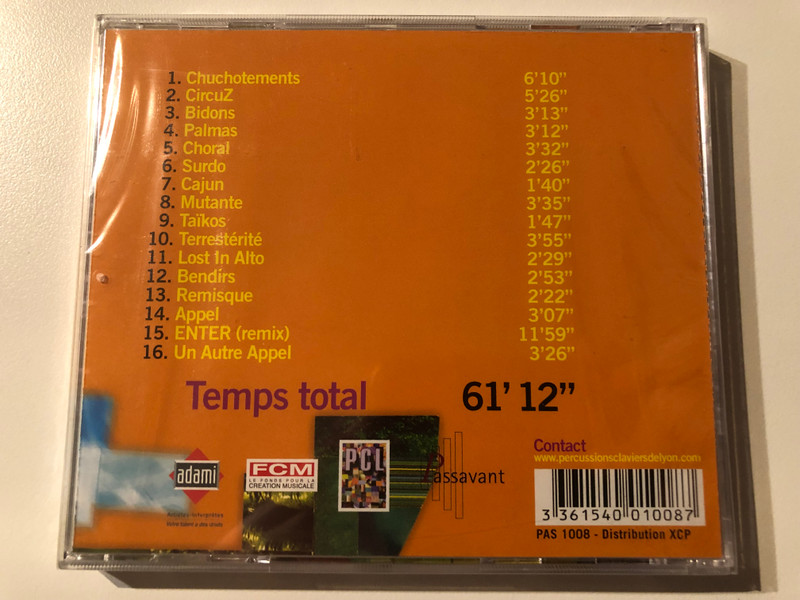 1. Chuchotements 6'10"
2. CircuZ 5'26"
3. Bidons 3'13"
4. Palmas 3'12"
5. Choral 3'32"
6. Surdo 2'26"
7. Cajun 1'40"
8. Mutante 3'35"
9. Taïkos 1'47"
10. Terrestérité 3'55"
11. Lost In Alto 2'29"
12. Bendirs 2'53"
13. Remisque 2'22"
14. Appel 3'07"
15. ENTER (remix) 11'59"
16. Un Autre Appel 3'26"
Temps total 61' 12"
adami
FCM
LE FONDS POUR LA
CREATION MUSICALE
PCL
Passavant
Contact
www.percussionsclaviersdelyon.com
3 361540 010087
PAS 1008 - Distribution XCP